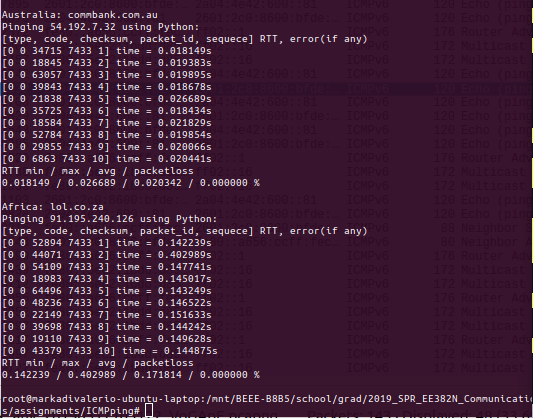 Australia: commbank.com.au
Pinging 54.192.7.32 using Python:
[type, code, checksum, packet_id, sequece] RTT, error(if any)
[0 0 34715 7433 1] time = 0.018149s
[0 0 18845 7433 2] time = 0.019383s
[0 0 63057 7433 3] time = 0.019895s
[0 0 39843 7433 4] time = 0.018678s
[0 0 21838 7433 5] time = 0.026689s
[0 0 35725 7433 6] time = 0.018434s
[0 0 18584 7433 7] time = 0.021829s
[0 0 52784 7433 8] time = 0.019854s
[0 0 29855 7433 9] time = 0.020066s
[0 0 6863 7433 10] time = 0.020441s
RTT min / max / avg / packetloss
0.018149 / 0.026689 / 0.020342 / 0.000000 %
Africa: lol.co.za
Pinging 91.195.240.126 using Python:
[type, code, checksum, packet_id, sequece] RTT, error(if any)
[0 0 52894 7433 1] time = 0.142239s
[0 0 44071 7433 2] time = 0.402989s
[0 0 54109 7433 3] time = 0.147741s
[0 0 18983 7433 4] time = 0.145017s
[0 0 64496 7433 5] time = 0.143249s
[0 0 48236 7433 6] time = 0.146522s
[0 0 22149 7433 7] time = 0.151633s
[0 0 39698 7433 8] time = 0.144242s
[0 0 19110 7433 9] time = 0.149628s
[0 0 43379 7433 10] time = 0.144875s
RTT min / max / avg / packetloss
0.142239 / 0.402989 / 0.171814 / 0.000000 %
root@markadivalerio-ubuntu-laptop:/mnt/BEEE-B8B5/school/grad/2019_SPR_EE382N_Communicatio
s/assignments/ICMPping#